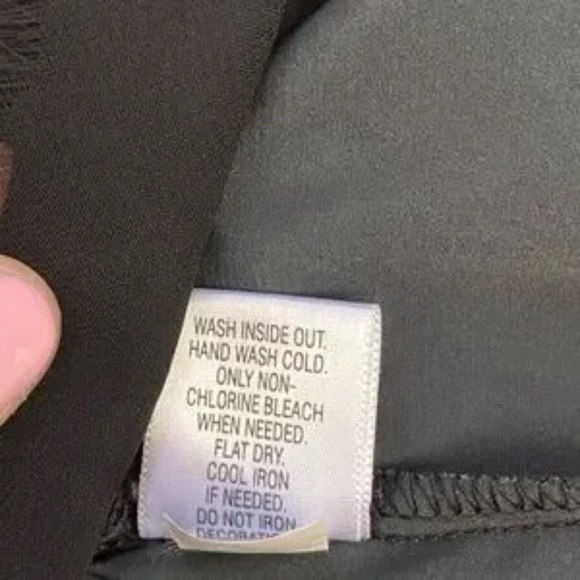 WASH INSIDE OUT.
HAND WASH COLD.
ONLY NON-
CHLORINE BLEACH
WHEN NEEDED.
FLAT DRY.
COOL IRON
IF NEEDED.
DO NOT IRON